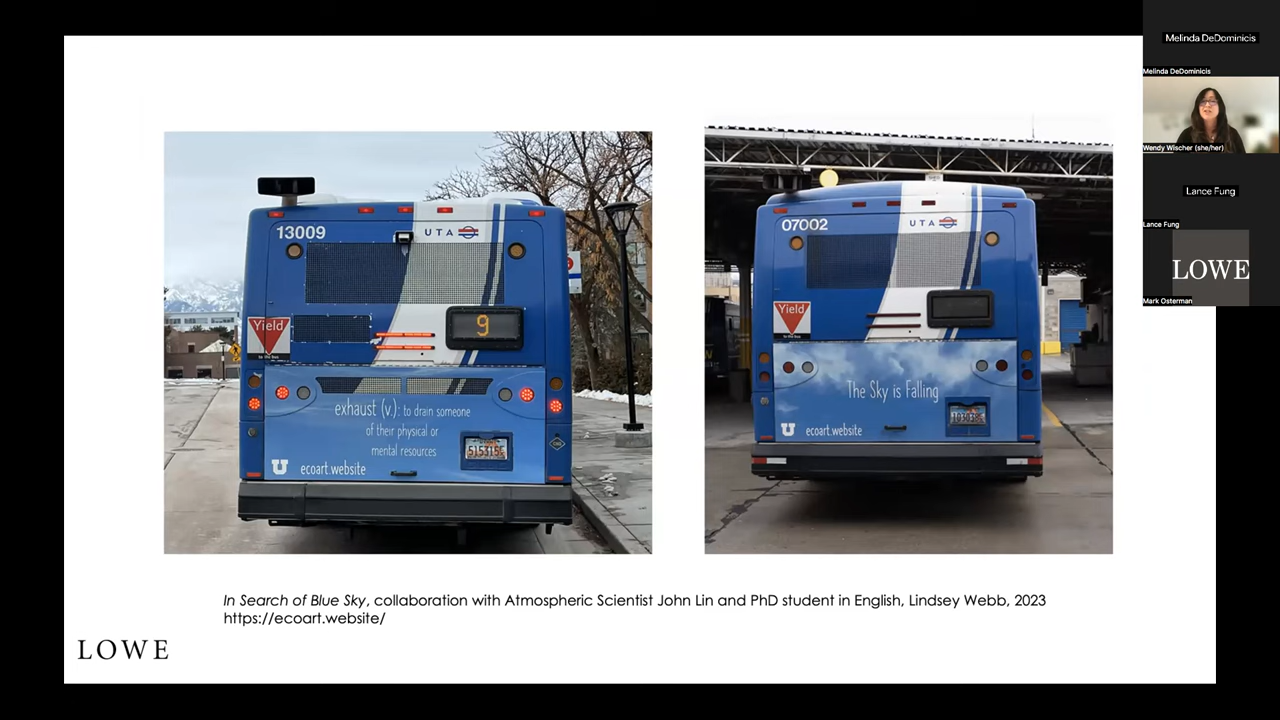 13009
UTA
Yield
to the bus
9
exhaust (v.): to drain someone
of their physical or
mental resources
U
ecoart.website
07002
UTA
Yield
The Sky is Falling
U
ecoart.website
In Search of Blue Sky, collaboration with Atmospheric Scientist John Lin and PhD student in English, Lindsey Webb, 2023
https://ecoart.website/
LOWE
Melinda DeDominicis
Melinda DeDominicis
Wendy Wischer (she/her)
Lance Fung
Lance Fung
LOWE
Mark Osterman